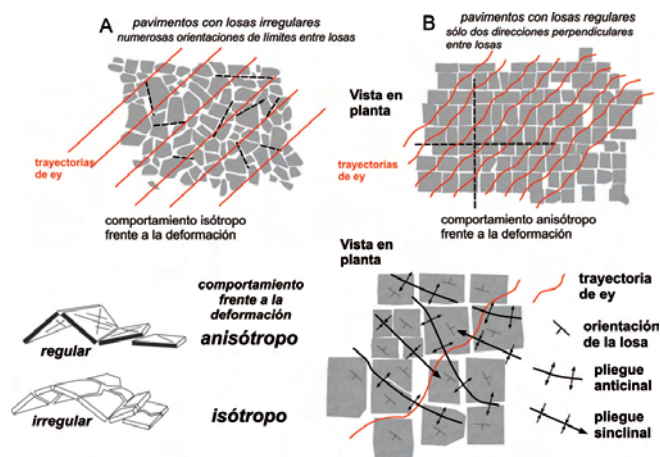 A
pavimentos con losas irregulares
numerosas orientaciones de límites entre losas
trayectorias
de ey
comportamiento isótropo
frente a la deformación
B
pavimentos con losas regulares
sólo dos direcciones perpendiculares
entre losas
Vista en
planta
trayectorias
de ey
comportamiento anisótropo
frente a la deformación
comportamiento
frente a la
deformación
regular
anisótropo
irregular
isótropo
Vista en
planta
trayectoria
de ey
orientación
de la losa
pliegue
anticinal
pliegue
sinclinal